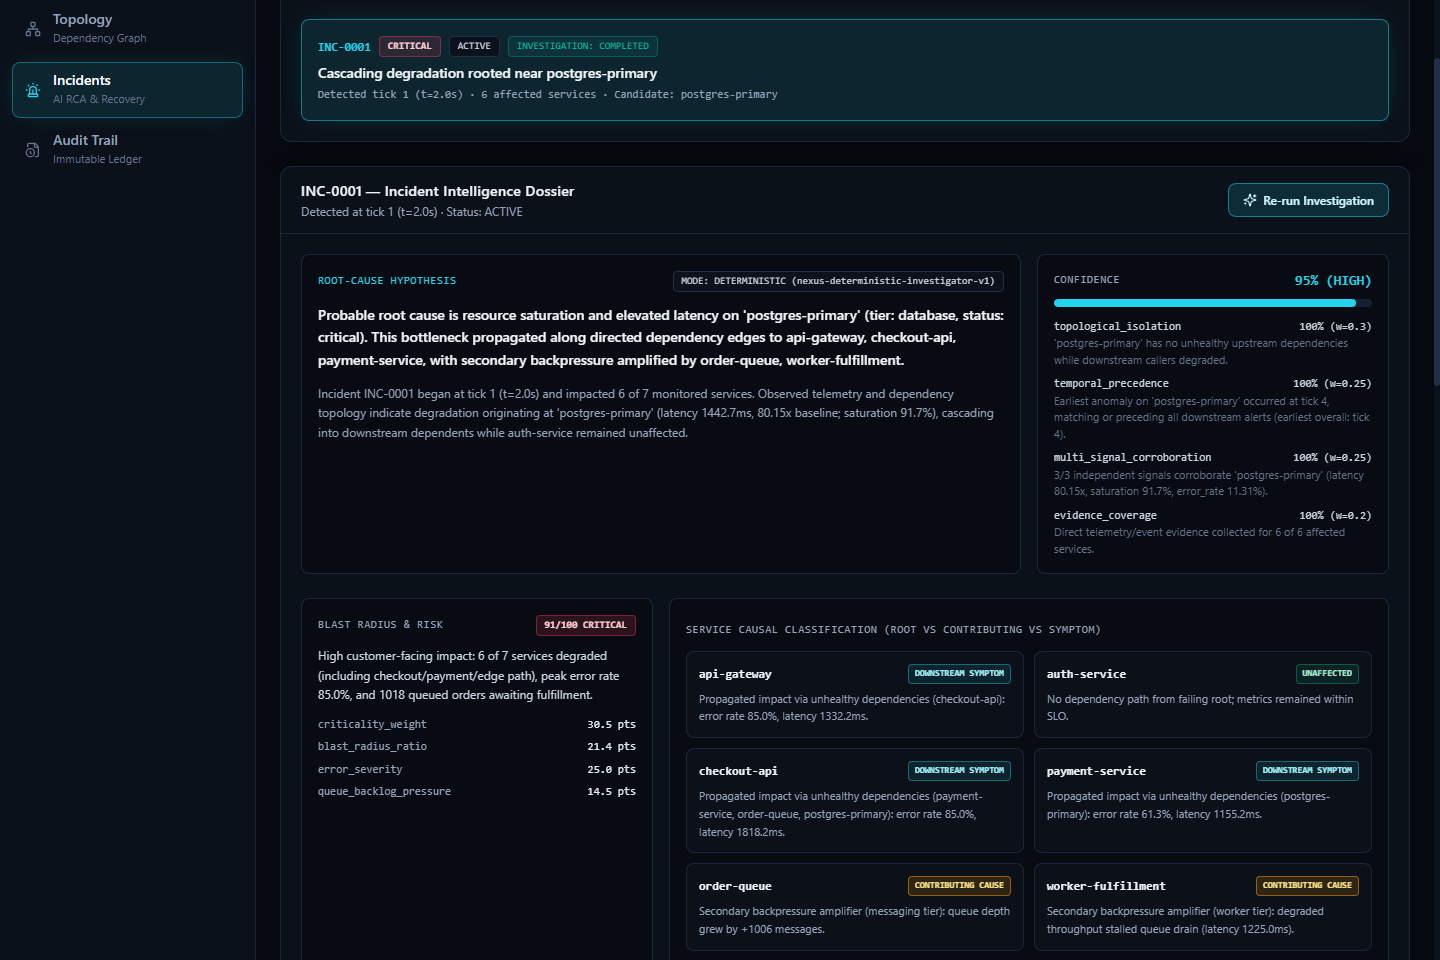 Topology
Dependency Graph
Incidents
AI RCA & Recovery
Audit Trail
Immutable Ledger
INC-0001 CRITICAL ACTIVE INVESTIGATION: COMPLETED
Cascading degradation rooted near postgres-primary
Detected tick 1 (t=2.0s) · 6 affected services · Candidate: postgres-primary
INC-0001 — Incident Intelligence Dossier
Detected at tick 1 (t=2.0s) · Status: ACTIVE
Re-run Investigation
ROOT-CAUSE HYPOTHESIS
MODE: DETERMINISTIC (nexus-deterministic-investigator-v1)
Probable root cause is resource saturation and elevated latency on 'postgres-primary' (tier: database, status:
critical). This bottleneck propagated along directed dependency edges to api-gateway, checkout-api,
payment-service, with secondary backpressure amplified by order-queue, worker-fulfillment.
Incident INC-0001 began at tick 1 (t=2.0s) and impacted 6 of 7 monitored services. Observed telemetry and dependency
topology indicate degradation originating at 'postgres-primary' (latency 1442.7ms, 80.15x baseline; saturation 91.7%), cascading
into downstream dependents while auth-service remained unaffected.
CONFIDENCE 95% (HIGH)
topological_isolation 100% (w=0.3)
'postgres-primary' has no unhealthy upstream dependencies
while downstream callers degraded.
temporal_precedence 100% (w=0.25)
Earliest anomaly on 'postgres-primary' occurred at tick 4,
matching or preceding all downstream alerts (earliest overall: tick
4).
multi_signal_corroboration 100% (w=0.25)
3/3 independent signals corroborate 'postgres-primary' (latency
80.15x, saturation 91.7%, error_rate 11.31%).
evidence_coverage 100% (w=0.2)
Direct telemetry/event evidence collected for 6 of 6 affected
services.
BLAST RADIUS & RISK 91/100 CRITICAL
High customer-facing impact: 6 of 7 services degraded
(including checkout/payment/edge path), peak error rate
85.0%, and 1018 queued orders awaiting fulfillment.
criticality_weight 30.5 pts
blast_radius_ratio 21.4 pts
error_severity 25.0 pts
queue_backlog_pressure 14.5 pts
SERVICE CAUSAL CLASSIFICATION (ROOT VS CONTRIBUTING VS SYMPTOM)
api-gateway DOWNSTREAM SYMPTOM
Propagated impact via unhealthy dependencies (checkout-api):
error rate 85.0%, latency 1332.2ms.
auth-service UNAFFECTED
No dependency path from failing root; metrics remained within
SLO.
checkout-api DOWNSTREAM SYMPTOM
Propagated impact via unhealthy dependencies (payment-
service, order-queue, postgres-primary): error rate 85.0%,
latency 1818.2ms.
payment-service DOWNSTREAM SYMPTOM
Propagated impact via unhealthy dependencies (postgres-
primary): error rate 61.3%, latency 1155.2ms.
order-queue CONTRIBUTING CAUSE
Secondary backpressure amplifier (messaging tier): queue depth
grew by +1006 messages.
worker-fulfillment CONTRIBUTING CAUSE
Secondary backpressure amplifier (worker tier): degraded
throughput stalled queue drain (latency 1225.0ms).